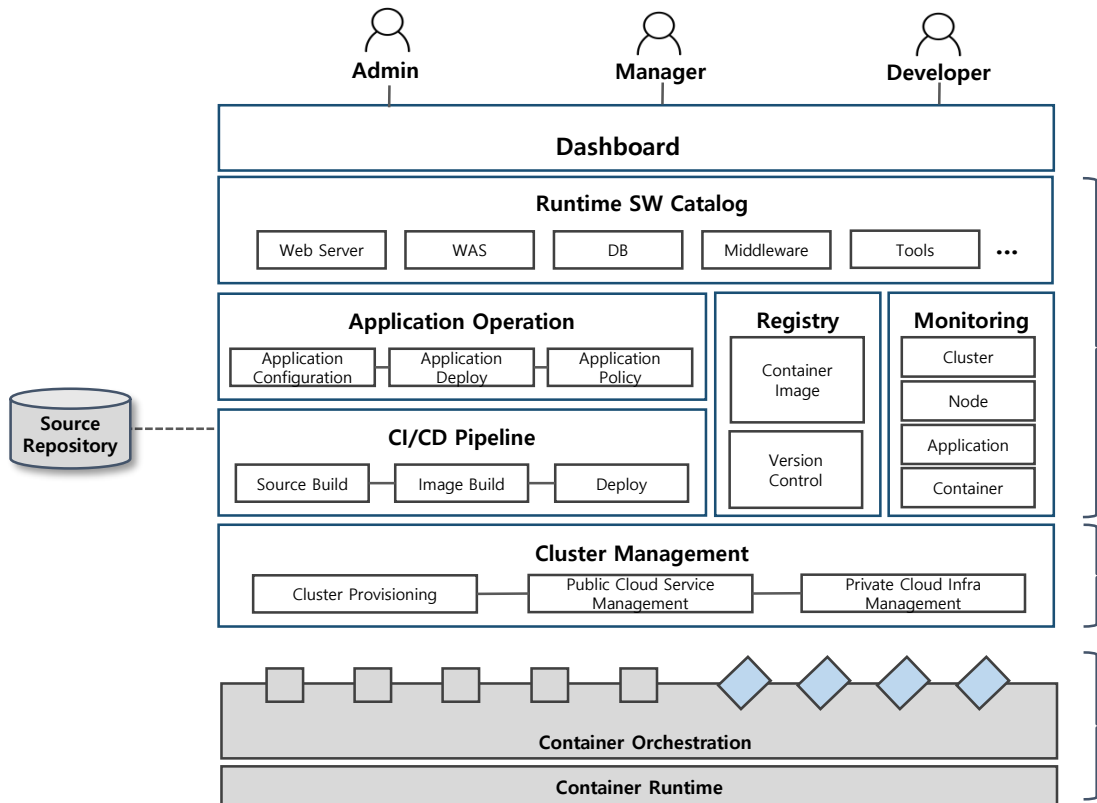 Admin
Manager
Developer
Dashboard
Runtime SW Catalog
Web Server
WAS
DB
Middleware
Tools
...
Application Operation
Application
Configuration
Application
Deploy
Application
Policy
Registry
Container
Image
Version
Control
Monitoring
Cluster
Node
Application
Container
Source
Repository
CI/CD Pipeline
Source Build
Image Build
Deploy
Cluster Management
Cluster Provisioning
Public Cloud Service
Management
Private Cloud Infra
Management
Container Orchestration
Container Runtime